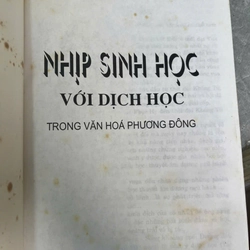 NHỊP SINH HỌC
VỚI DỊCH HỌC
TRONG VĂN HOÁ PHƯƠNG ĐÔNG